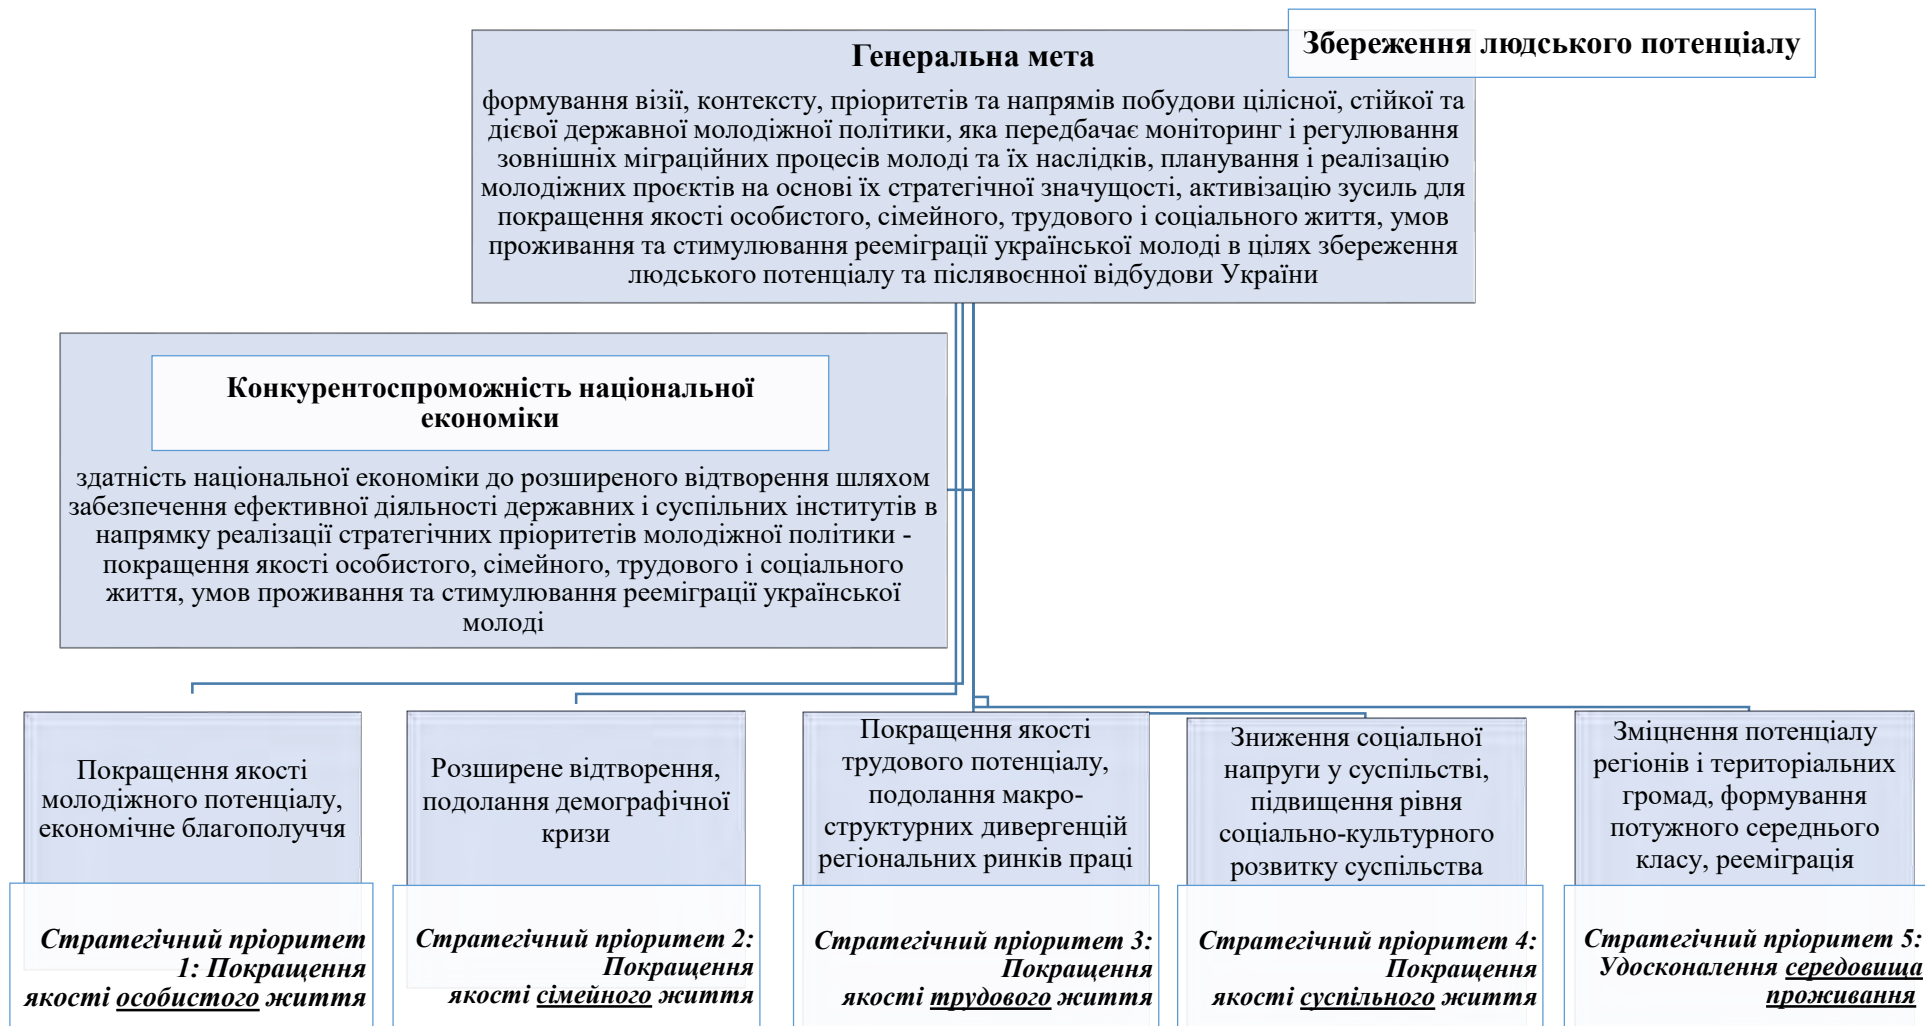 Збереження людського потенціалу
Генеральна мета
формування візії, контексту, пріоритетів та напрямів побудови цілісної, стійкої та
дієвої державної молодіжної політики, яка передбачає моніторинг і регулювання
зовнішніх міграційних процесів молоді та їх наслідків, планування і реалізацію
молодіжних проєктів на основі їх стратегічної значущості, активізацію зусиль для
покращення якості особистого, сімейного, трудового і соціального життя, умов
проживання та стимулювання рееміграції української молоді в цілях збереження
людського потенціалу та післявоєнної відбудови України
Конкурентоспроможність національної
економіки
здатність національної економіки до розширеного відтворення шляхом
забезпечення ефективної діяльності державних і суспільних інститутів в
напрямку реалізації стратегічних пріоритетів молодіжної політики -
покращення якості особистого, сімейного, трудового і соціального
життя, умов проживання та стимулювання рееміграції української
молоді
Покращення якості
молодіжного потенціалу,
економічне благополуччя
Стратегічний пріоритет
1: Покращення
якості особистого життя
Розширене відтворення,
подолання демографічної
кризи
Стратегічний пріоритет 2:
Покращення
якості сімейного життя
Покращення якості
трудового потенціалу,
подолання макро-
структурних дивергенцій
регіональних ринків праці
Стратегічний пріоритет 3:
Покращення
якості трудового життя
Зниження соціальної
напруги у суспільстві,
підвищення рівня
соціально-культурного
розвитку суспільства
Стратегічний пріоритет 4:
Покращення
якості суспільного життя
Зміцнення потенціалу
регіонів і територіальних
громад, формування
потужного середнього
класу, рееміграція
Стратегічний пріоритет 5:
Удосконалення середовища
проживання